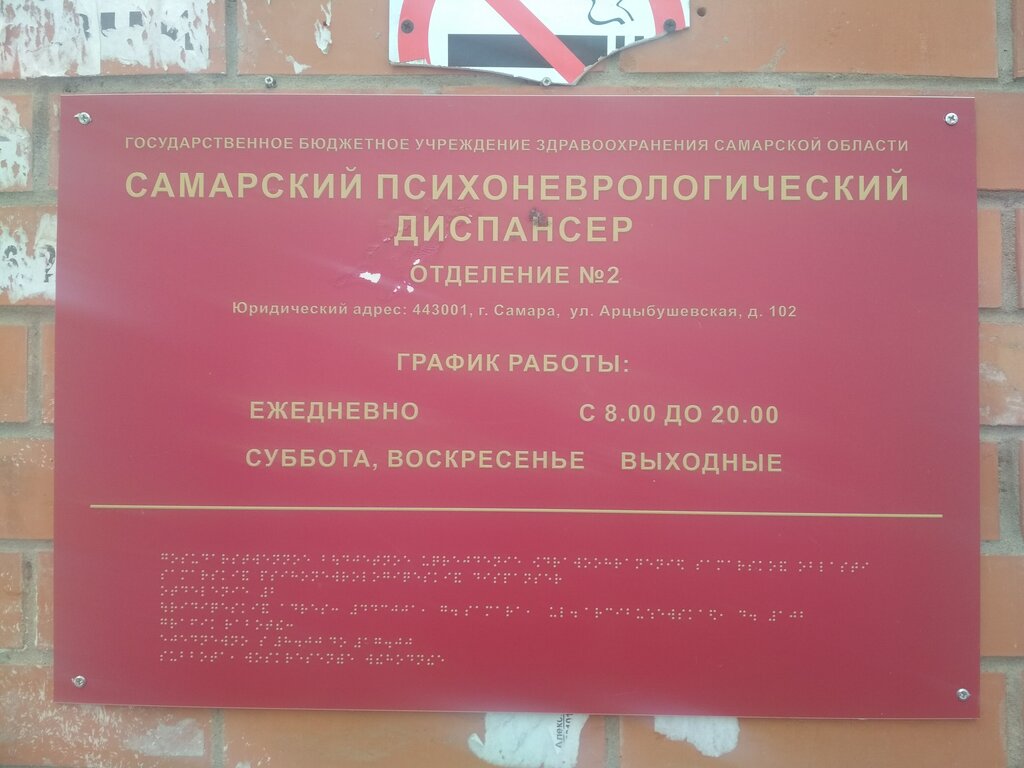 ГОСУДАРСТВЕННОЕ БЮДЖЕТНОЕ УЧРЕЖДЕНИЕ ЗДРАВООХРАНЕНИЯ САМАРСКОЙ ОБЛАСТИ
САМАРСКИЙ ПСИХОНЕВРОЛОГИЧЕСКИЙ
ДИСПАНСЕР
ОТДЕЛЕНИЕ №2
Юридический адрес: 443001, г. Самара, ул. Арцыбушевская, д. 102
ГРАФИК РАБОТЫ:
ЕЖЕДНЕВНО С 8.00 ДО 20.00
СУББОТА, ВОСКРЕСЕНЬЕ ВЫХОДНЫЕ